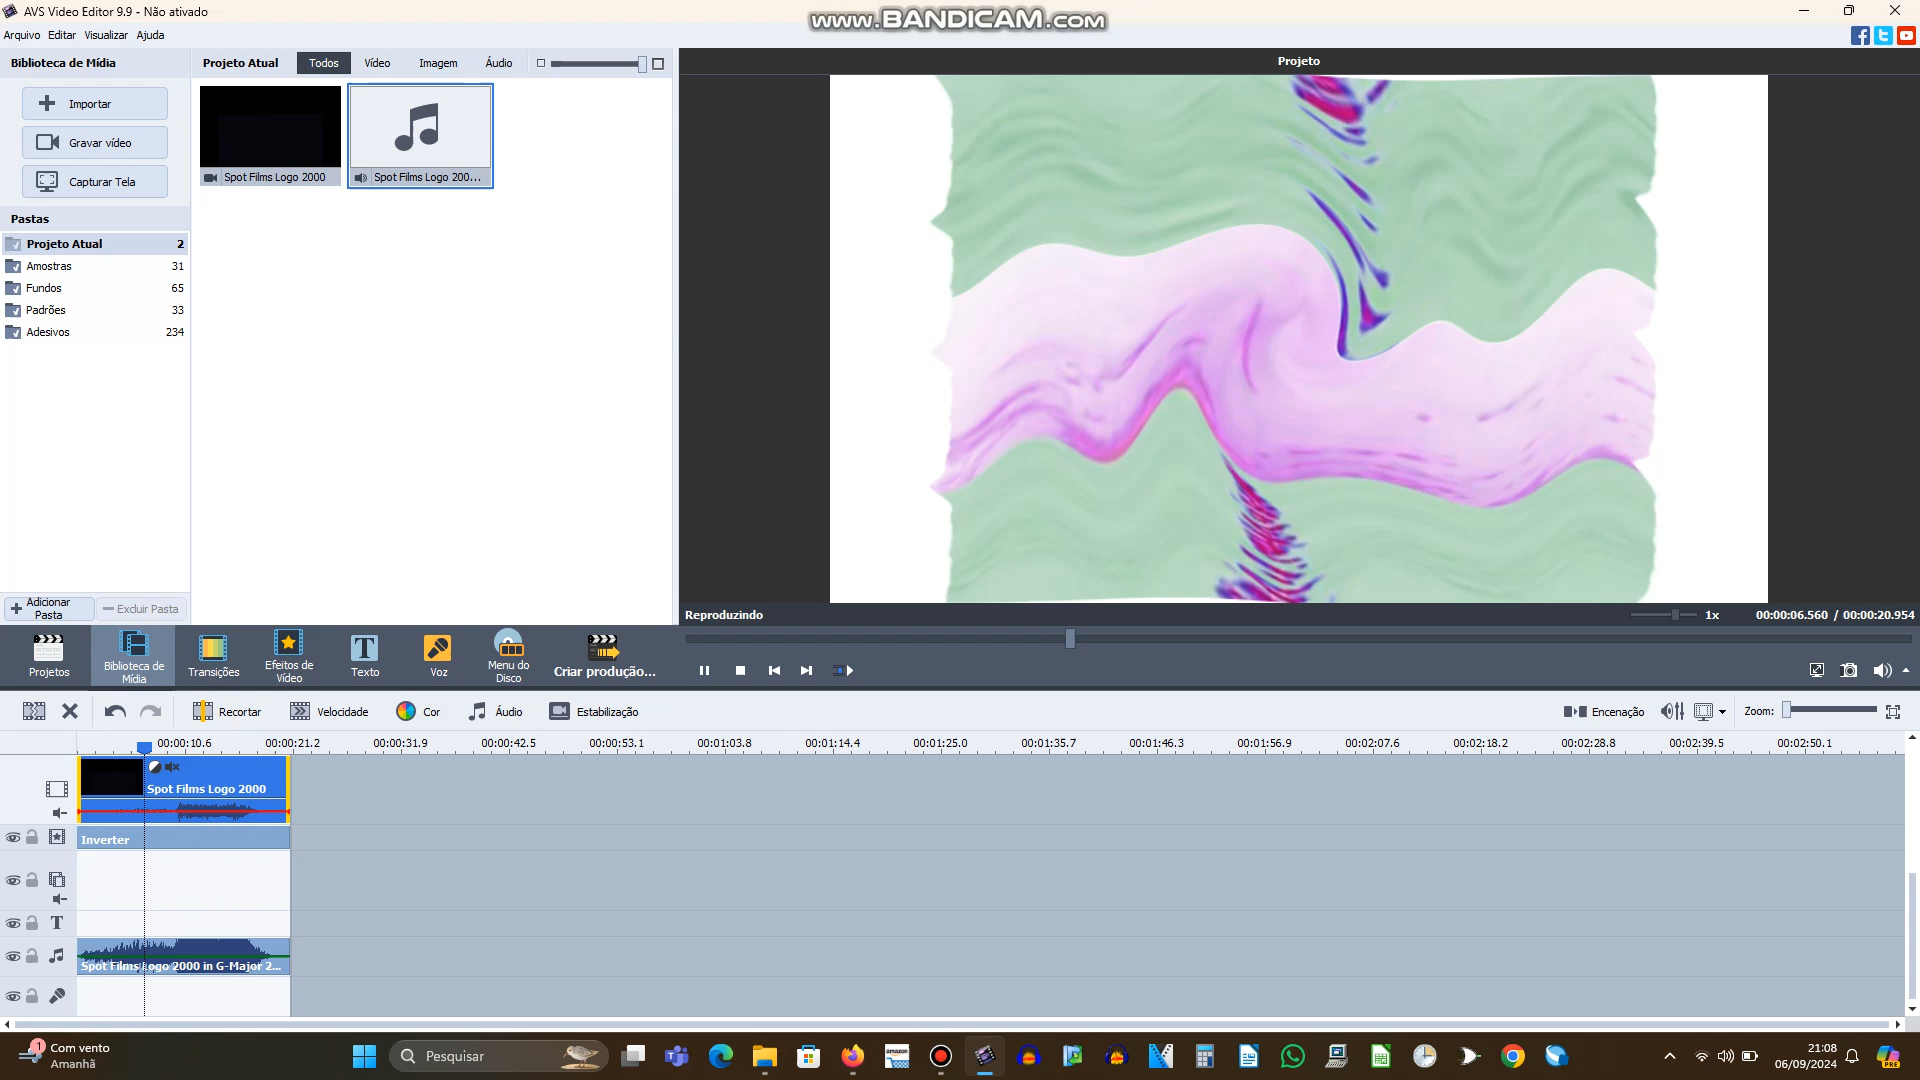 AVS Video Editor 9.9 - Não ativado
www.BANDICAM.com
Arquivo Editar Visualizar Ajuda
Biblioteca de Mídia
Projeto Atual Todos Vídeo Imagem Áudio
Projeto
Importar
Gravar vídeo
Capturar Tela
Spot Films Logo 2000
Spot Films Logo 200...
Pastas
Projeto Atual 2
Amostras 31
Fundos 65
Padrões 33
Adesivos 234
Adicionar Pasta
Excluir Pasta
Reproduzindo
1x
00:00:06.560 / 00:00:20.954
Projetos
Biblioteca de Mídia
Transições
Efeitos de Vídeo
Texto
Voz
Menu do Disco
Criar produção...
Recortar
Velocidade
Cor
Áudio
Estabilização
Encenação
Zoom:
00:00:10.6 00:00:21.2 00:00:31.9 00:00:42.5 00:00:53.1 00:01:03.8 00:01:14.4 00:01:25.0 00:01:35.7 00:01:46.3 00:01:56.9 00:02:07.6 00:02:18.2 00:02:28.8 00:02:39.5 00:02:50.1
Spot Films Logo 2000
Inverter
T
Spot Films Logo 2000 in G-Major 2...
1
Com vento
Amanhã
Pesquisar
amazon
21:08
06/09/2024
PRE